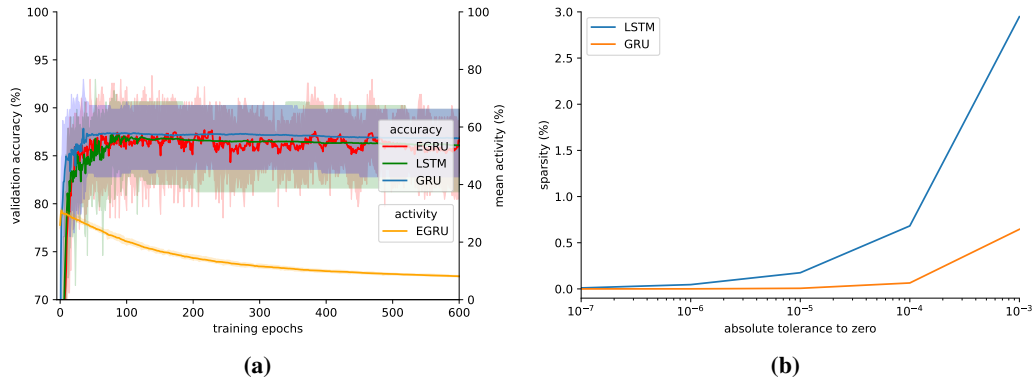 100
95
90
85
80
75
70
validation accuracy (%)
0
100
200
300
400
500
600
training epochs
100
80
60
40
20
0
mean activity (%)
accuracy
EGRU
LSTM
GRU
activity
EGRU
(a)
LSTM
GRU
3.0
2.5
2.0
1.5
1.0
0.5
0.0
sparsity (%)
10⁻⁷
10⁻⁶
10⁻⁵
10⁻⁴
10⁻³
absolute tolerance to zero
(b)